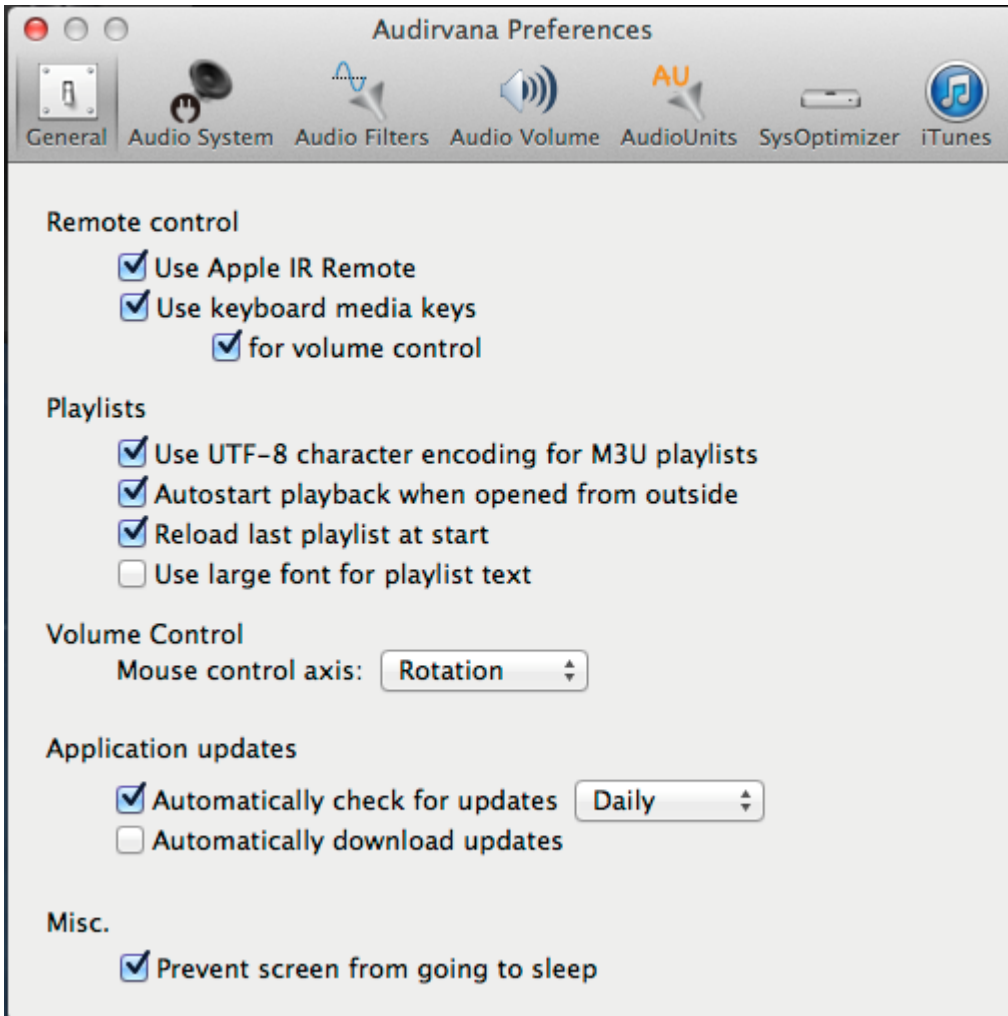 Audirvana Preferences
AU
General Audio System Audio Filters Audio Volume AudioUnits SysOptimizer iTunes
Remote control
Use Apple IR Remote
Use keyboard media keys
for volume control
Playlists
Use UTF-8 character encoding for M3U playlists
Autostart playback when opened from outside
Reload last playlist at start
Use large font for playlist text
Volume Control
Mouse control axis: Rotation
Application updates
Automatically check for updates Daily
Automatically download updates
Misc.
Prevent screen from going to sleep